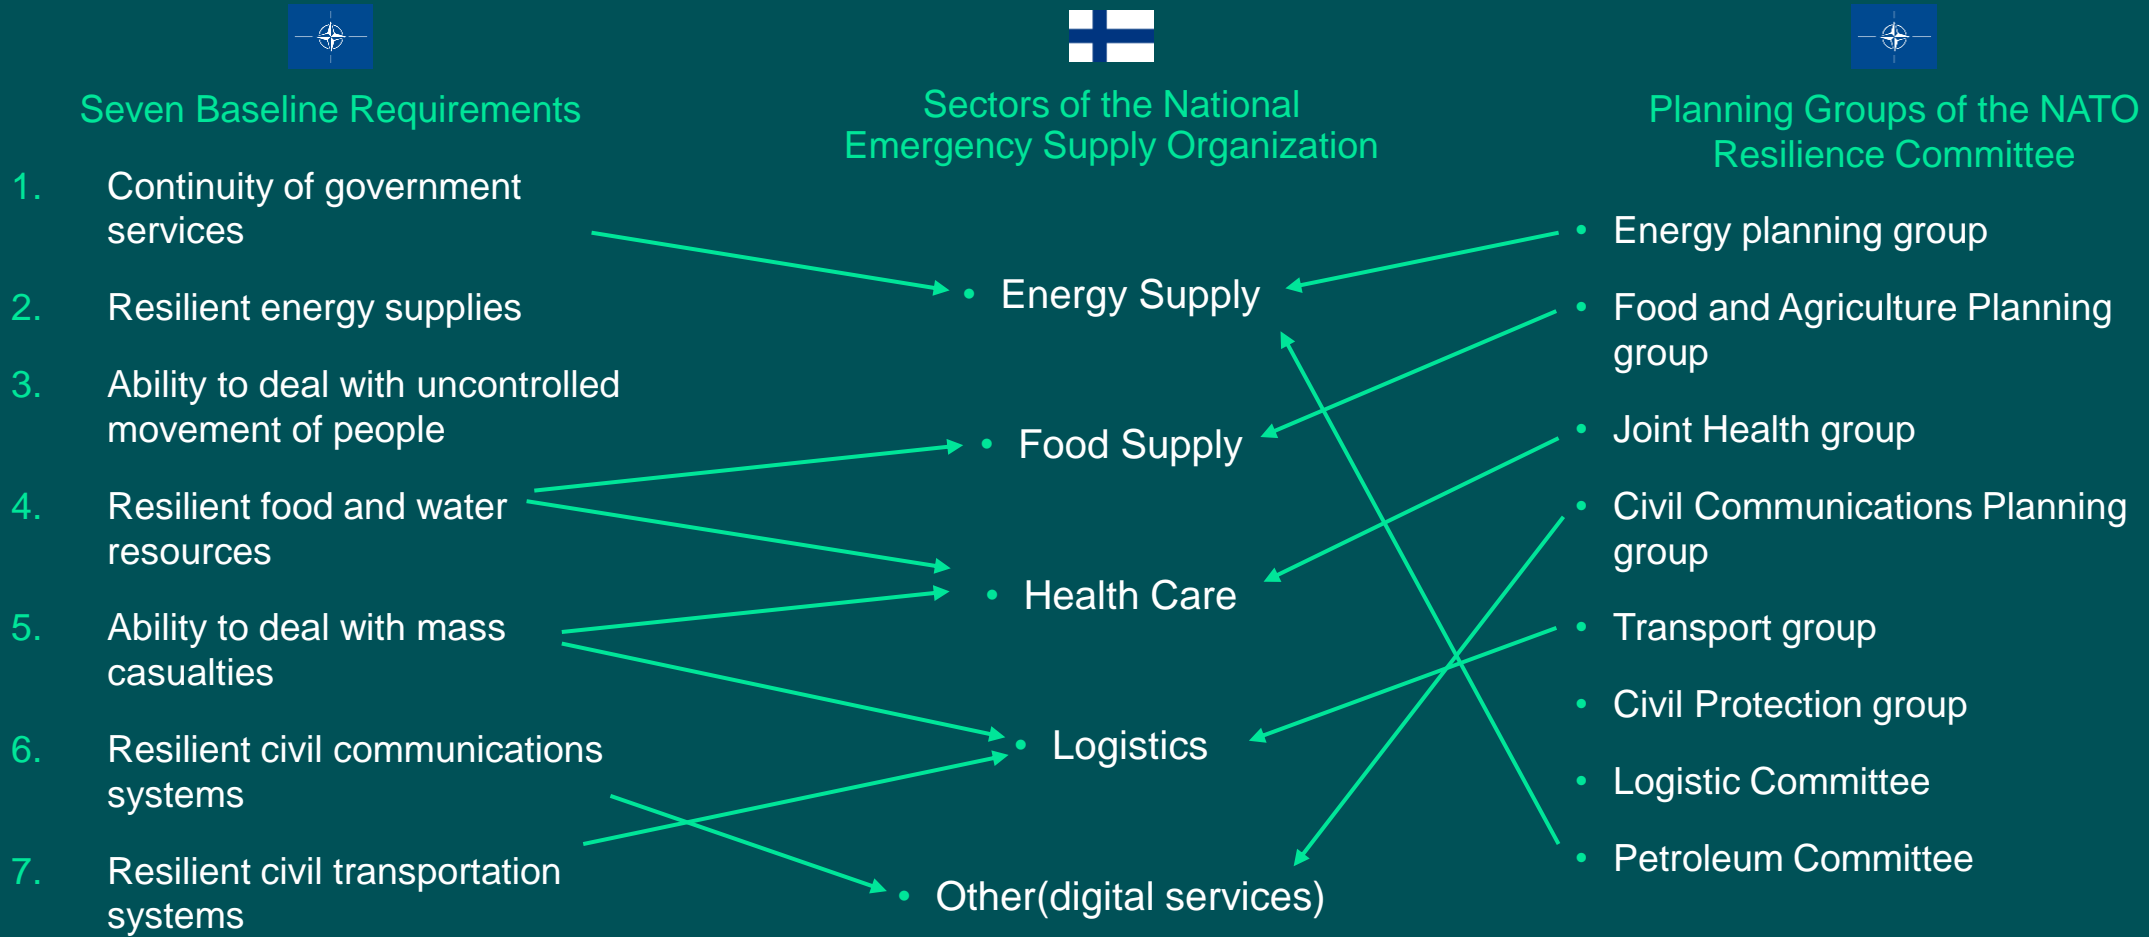 Seven Baseline Requirements
1. Continuity of government
services
2. Resilient energy supplies
3. Ability to deal with uncontrolled
movement of people
4. Resilient food and water
resources
5. Ability to deal with mass
casualties
6. Resilient civil communications
systems
7. Resilient civil transportation
systems
Sectors of the National
Emergency Supply Organization
• Energy Supply
• Food Supply
• Health Care
• Logistics
• Other(digital services)
Planning Groups of the NATO
Resilience Committee
• Energy planning group
• Food and Agriculture Planning
group
• Joint Health group
• Civil Communications Planning
group
• Transport group
• Civil Protection group
• Logistic Committee
• Petroleum Committee